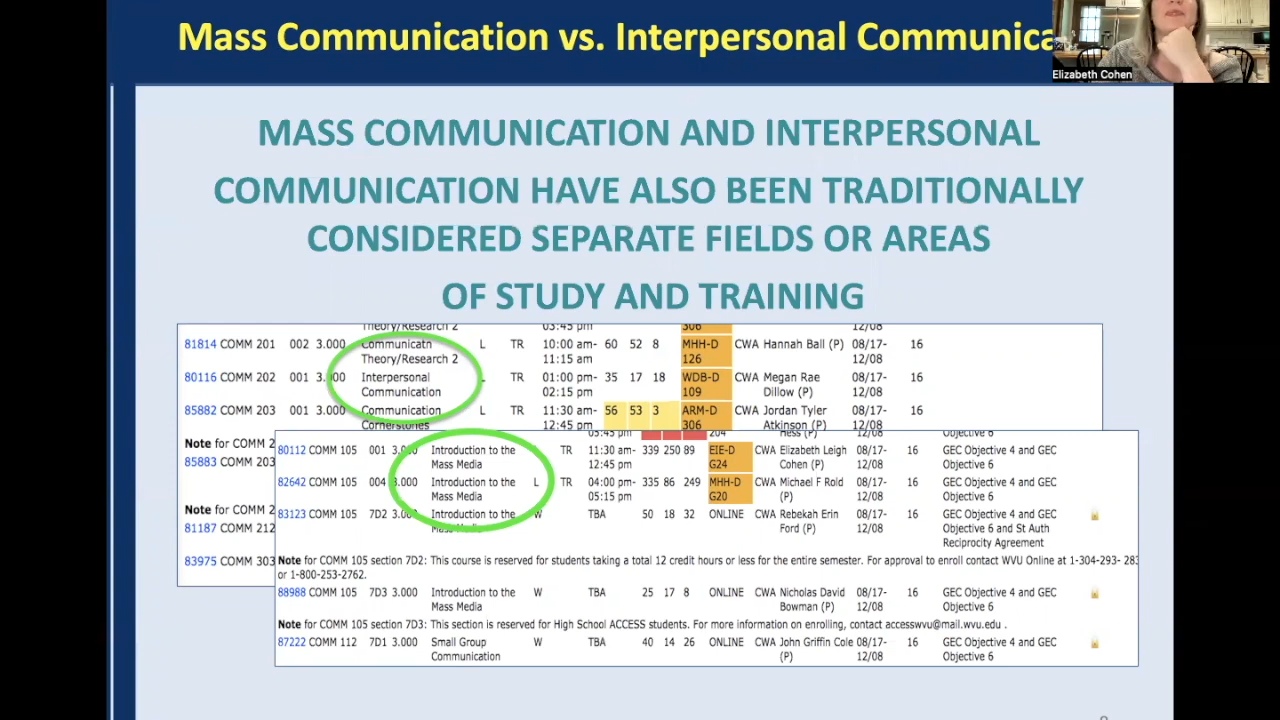 Mass Communication vs. Interpersonal Communica
Elizabeth Cohen
MASS COMMUNICATION AND INTERPERSONAL
COMMUNICATION HAVE ALSO BEEN TRADITIONALLY
CONSIDERED SEPARATE FIELDS OR AREAS
OF STUDY AND TRAINING
Theory/Research 2 03:45 pm 306 12/08
81814 COMM 201 002 3.000 Communicatn L TR 10:00 am- 60 52 8 MHH-D CWA Hannah Ball (P) 08/17- 16
Theory/Research 2 11:15 am 126 12/08
80116 COMM 202 001 3.000 Interpersonal L TR 01:00 pm- 35 17 18 WDB-D CWA Megan Rae 08/17- 16
Communication 02:15 pm 109 Dillow (P) 12/08
85882 COMM 203 001 3.000 Communication L TR 11:30 am- 56 53 3 ARM-D CWA Jordan Tyler 08/17- 16
Cornerstones 12:45 pm 306 Atkinson (P) 12/08
Note for COMM 2
85883 COMM 203
Note for COMM 2
81187 COMM 212
83975 COMM 303
05:45 pm 204 Hess (P) 12/08 Objective 6
80112 COMM 105 001 3.000 Introduction to the L TR 11:30 am- 339 250 89 EIE-D CWA Elizabeth Leigh 08/17- 16 GEC Objective 4 and GEC
Mass Media 12:45 pm G24 Cohen (P) 12/08 Objective 6
82642 COMM 105 004 3.000 Introduction to the L TR 04:00 pm- 335 86 249 MHH-D CWA Michael F Roid 08/17- 16 GEC Objective 4 and GEC
Mass Media 05:15 pm G20 (P) 12/08 Objective 6
83123 COMM 105 7D2 3.000 Introduction to the W TBA 50 18 32 ONLINE CWA Rebekah Erin 08/17- 16 GEC Objective 4 and GEC
Mass Media Ford (P) 12/08 Objective 6 and St Auth
Reciprocity Agreement
Note for COMM 105 section 7D2: This course is reserved for students taking a total 12 credit hours or less for the entire semester. For approval to enroll contact WVU Online at 1-304-293- 283
or 1-800-253-2762.
88988 COMM 105 7D3 3.000 Introduction to the W TBA 25 17 8 ONLINE CWA Nicholas David 08/17- 16 GEC Objective 4 and GEC
Mass Media Bowman (P) 12/08 Objective 6
Note for COMM 105 section 7D3: This section is reserved for High School ACCESS students. For more information on enrolling, contact accesswvu@mail.wvu.edu .
87222 COMM 112 7D1 3.000 Small Group W TBA 40 14 26 ONLINE CWA John Griffin Cole 08/17- 16 GEC Objective 4 and GEC
Communication (P) 12/08 Objective 6